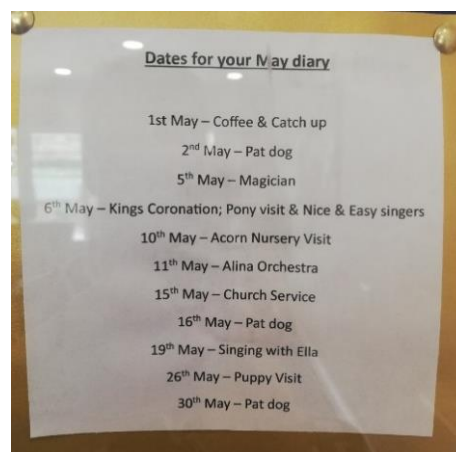 Dates for your May diary
1st May – Coffee & Catch up
2nd May – Pat dog
5th May – Magician
6th May – Kings Coronation; Pony visit & Nice & Easy singers
10th May – Acorn Nursery Visit
11th May – Alina Orchestra
15th May – Church Service
16th May – Pat dog
19th May – Singing with Ella
26th May – Puppy Visit
30th May – Pat dog